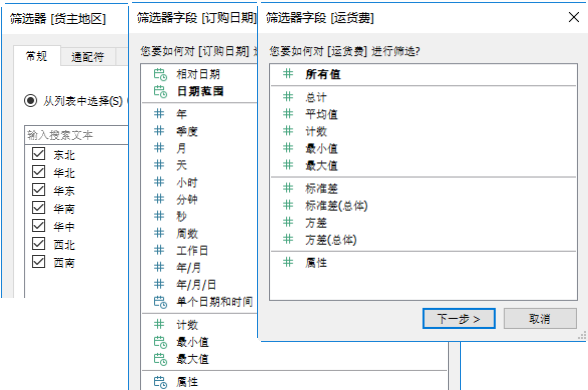 筛选器 [货主地区]
常规
通配符
从列表中选择(S)
输入搜索文本
东北
华北
华东
华南
华中
西北
西南
筛选器字段 [订购日期]
您要如何对 [订购日期]
相对日期
日期范围
年
季度
月
天
小时
分钟
秒
周数
工作日
年/月
年/月/日
单个日期和时间
计数
最小值
最大值
属性
筛选器字段 [运货费]
您要如何对 [运货费] 进行筛选?
所有值
总计
平均值
计数
最小值
最大值
标准差
标准差(总体)
方差
方差(总体)
属性
下一步 >
取消